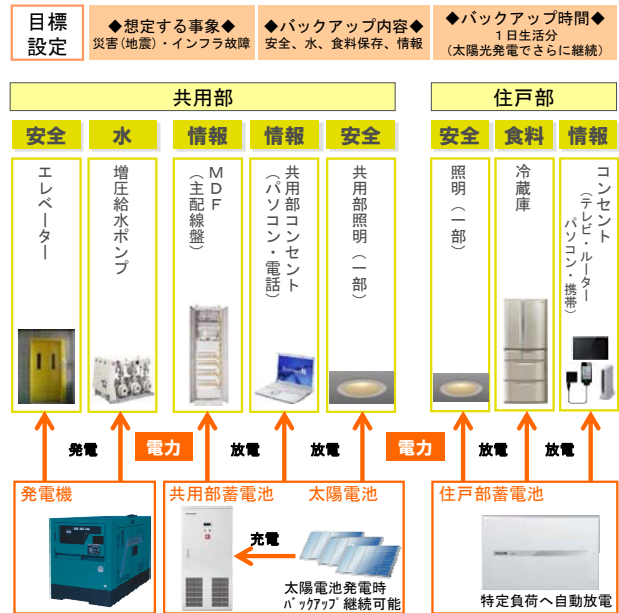 目標
設定
◆想定する事象◆
災害(地震)・インフラ故障
◆バックアップ内容◆
安全、水、食料保存、情報
◆バックアップ時間◆
1日生活分
(太陽光発電でさらに継続)
共用部
住戸部
安全
水
情報
情報
安全
安全
食料
情報
エレベーター
増圧給水ポンプ
MDF
(主配線盤)
共用部コンセント
(パソコン・電話)
共用部照明(一部)
照明(一部)
冷蔵庫
コンセント
(テレビ・ルーター
パソコン・携帯)
発電
電力
放電
放電
電力
放電
放電
発電機
共用部蓄電池
太陽電池
住戸部蓄電池
充電
太陽電池発電時
バックアップ継続可能
特定負荷へ自動放電